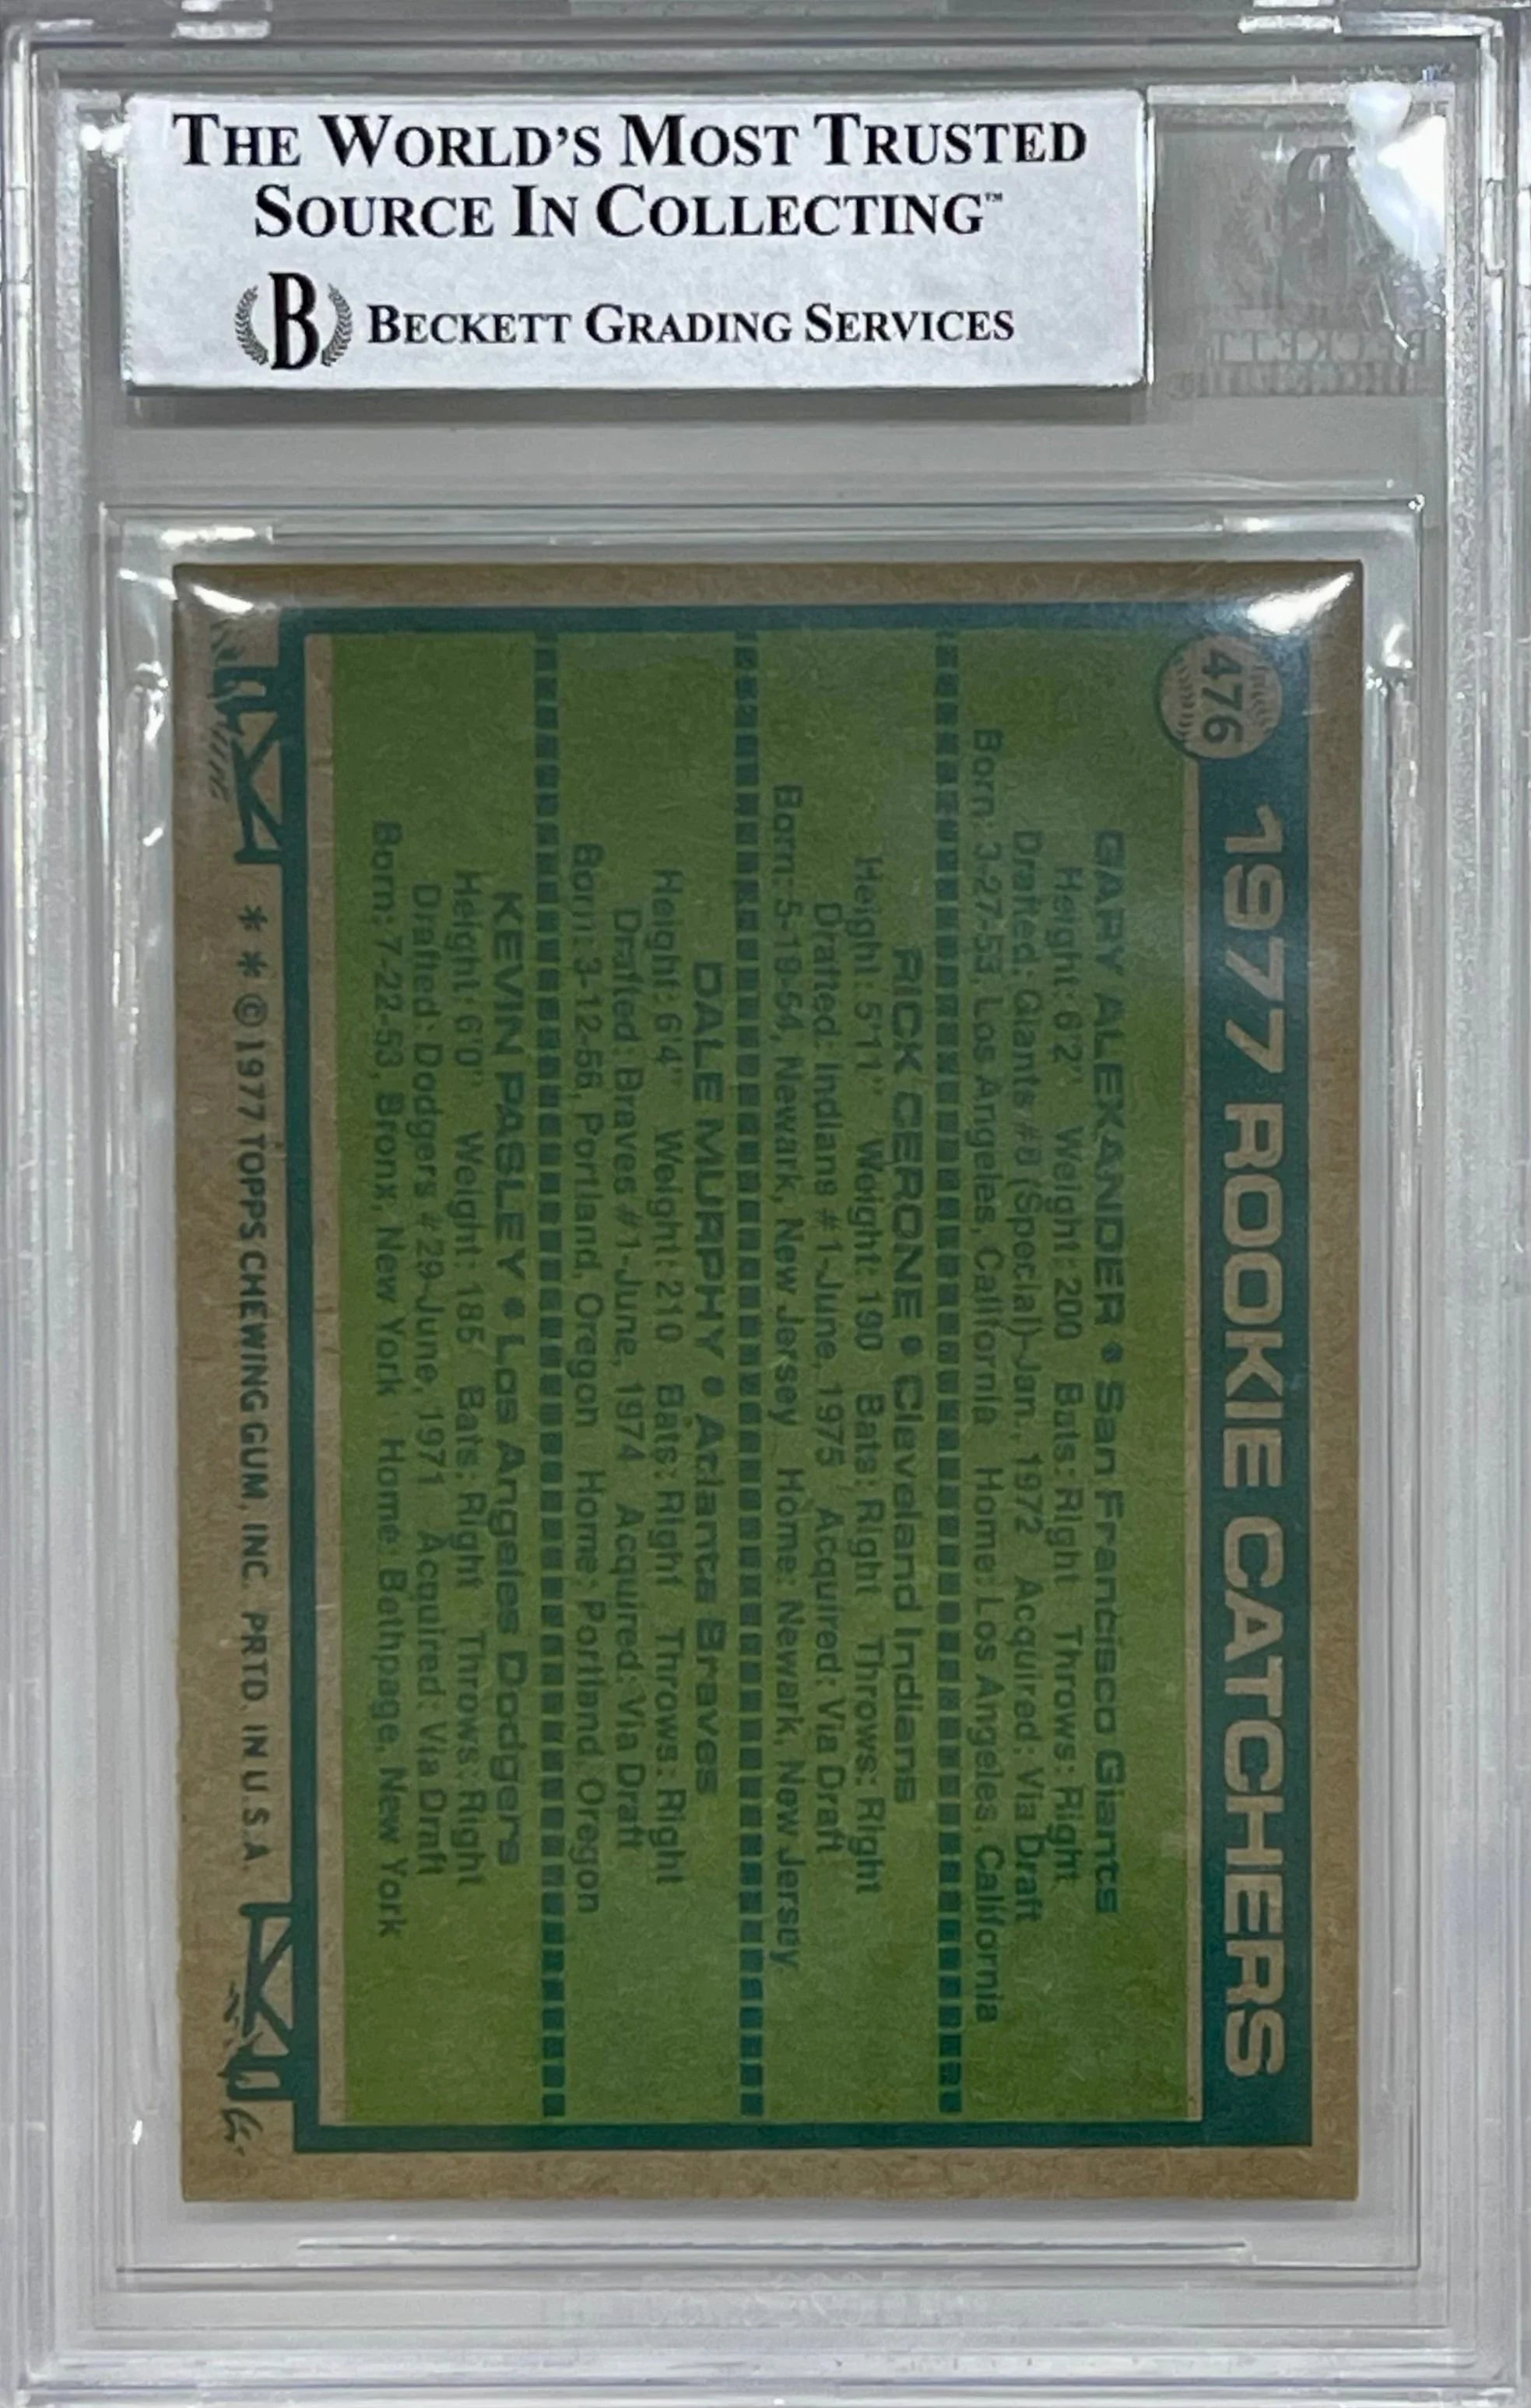 THE WORLD'S MOST TRUSTED
SOURCE IN COLLECTING™
B BECKETT GRADING SERVICES
476
1977 ROOKIE CATCHERS
GARY ALEXANDER • San Francisco Giants
Height: 6'2" Weight: 200 Bats: Right Throws: Right
Drafted: Giants #8 (Special)-Jan., 1972 Acquired: Via Draft
Born: 3-27-53, Los Angeles, California Home: Los Angeles, California
RICK CERONE • Cleveland Indians
Height: 5'11" Weight: 190 Bats: Right Throws: Right
Drafted: Indians #1-June, 1975 Acquired: Via Draft
Born: 5-19-54, Newark, New Jersey Home: Newark, New Jersey
DALE MURPHY • Atlanta Braves
Height: 6'4" Weight: 210 Bats: Right Throws: Right
Drafted: Braves #1-June, 1974 Acquired: Via Draft
Born: 3-12-56, Portland, Oregon Home: Portland, Oregon
KEVIN PASLEY • Los Angeles Dodgers
Height: 6'0" Weight: 185 Bats: Right Throws: Right
Drafted: Dodgers #29-June, 1971 Acquired: Via Draft
Born: 7-22-53, Bronx, New York Home: Bethpage, New York
* * © 1977 TOPPS CHEWING GUM, INC. PRTD. IN U.S.A.